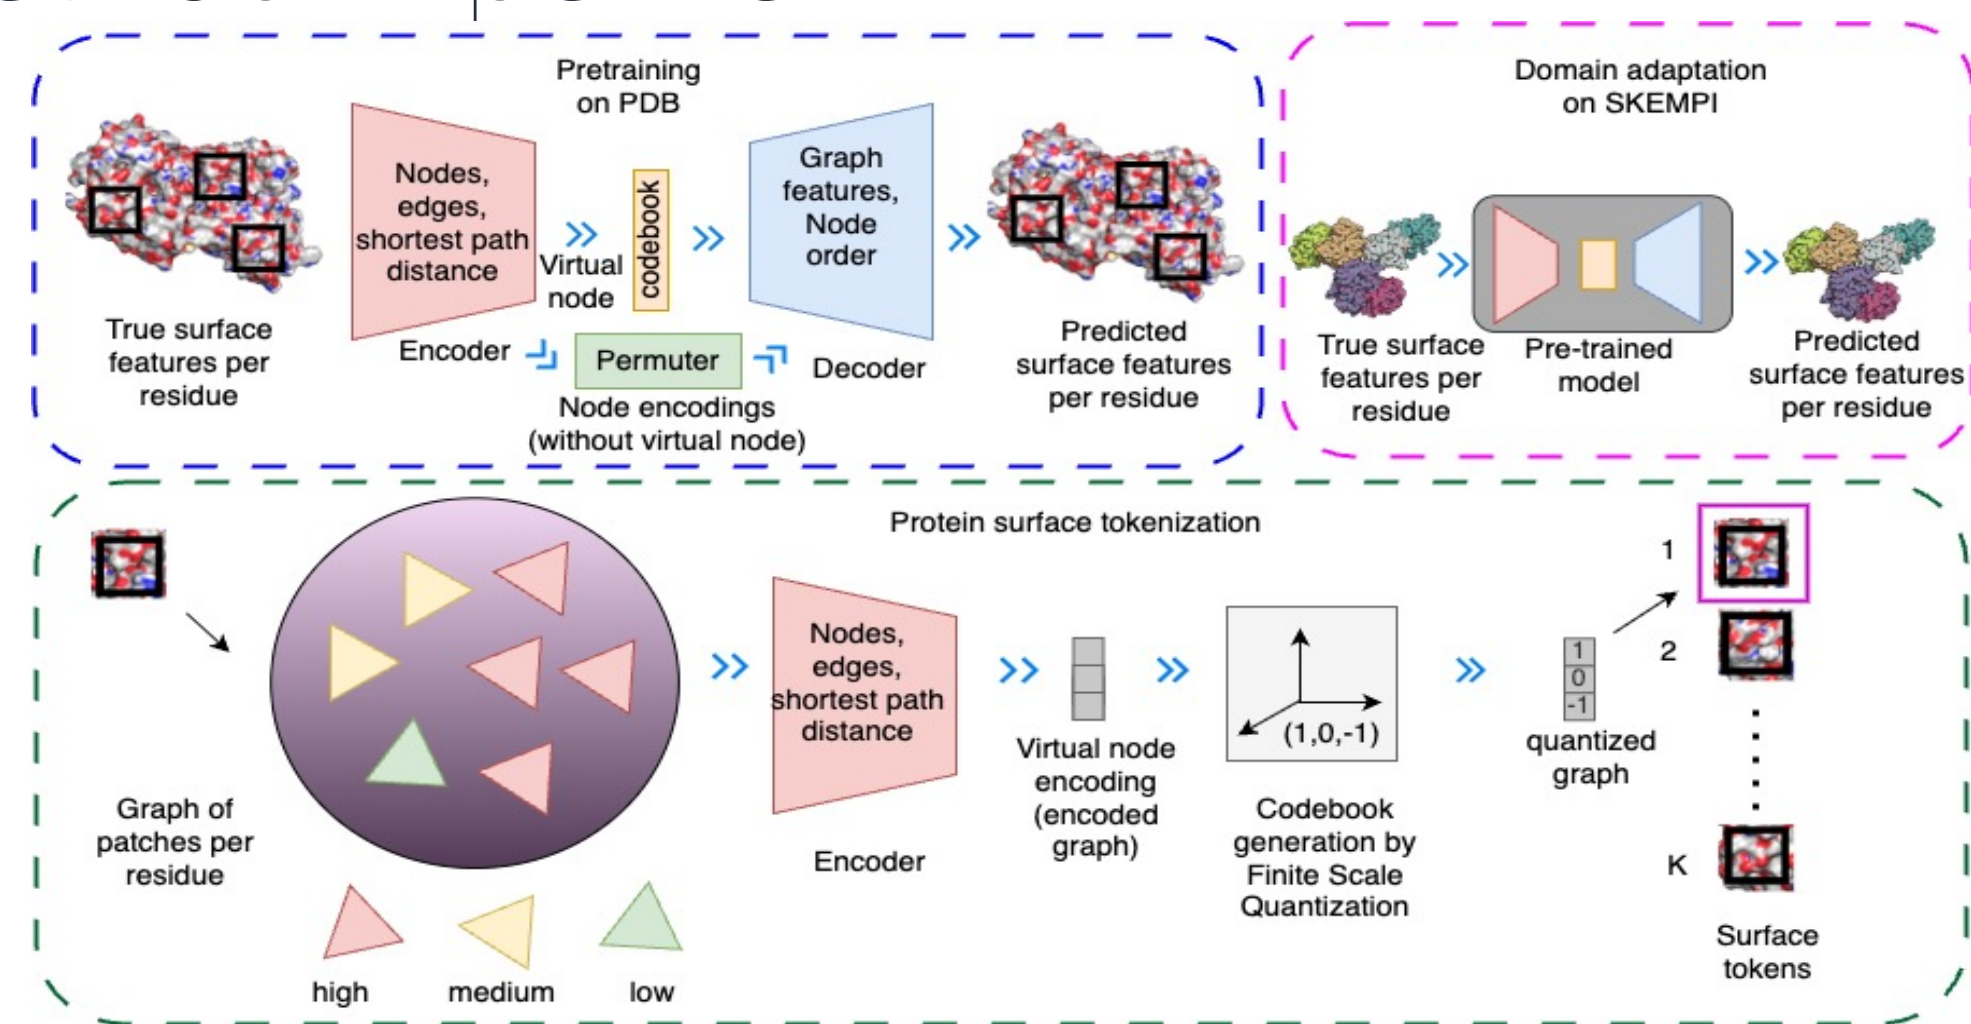 Pretraining
on PDB
Nodes,
edges,
shortest path
distance
Virtual
node
codebook
Graph
features,
Node
order
True surface
features per
residue
Encoder
Permuter
Decoder
Node encodings
(without virtual node)
Predicted
surface features
per residue
Domain adaptation
on SKEMPI
True surface
features per
residue
Pre-trained
model
Predicted
surface features
per residue
Protein surface tokenization
Graph of
patches per
residue
high
medium
low
Nodes,
edges,
shortest path
distance
Encoder
Virtual node
encoding
(encoded
graph)
(1,0,-1)
Codebook
generation by
Finite Scale
Quantization
1
0
-1
quantized
graph
1
2
K
Surface
tokens